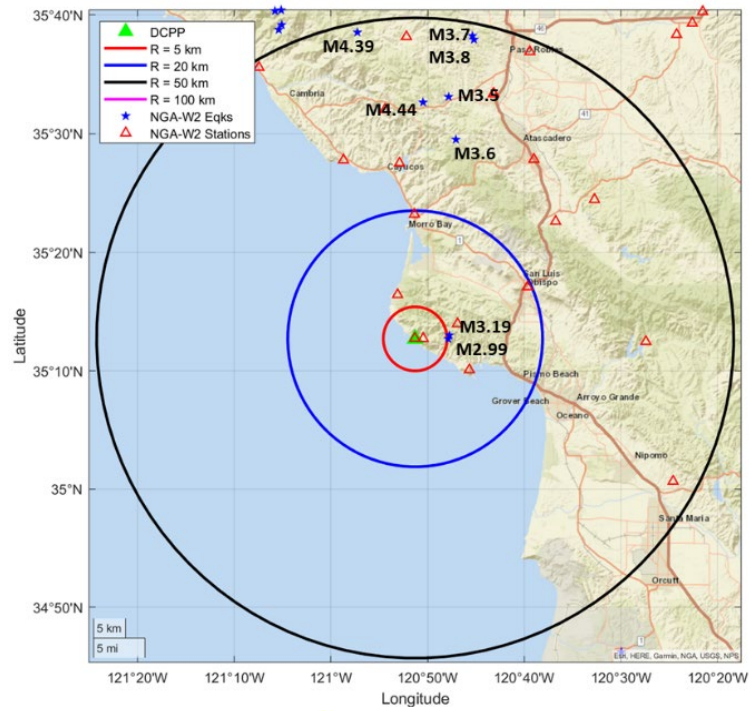 35°40'N
35°30'N
35°20'N
35°10'N
35°N
34°50'N
Latitude
DCPP
R = 5 km
R = 20 km
R = 50 km
R = 100 km
NGA-W2 Eqks
NGA-W2 Stations
M4.39
M3.7
M3.8
46
Paso Robles
Cambria
M4.44
M3.5
41
M3.6
Atascadero
Cayucos
Morro Bay
1
San Luis
Obispo
M3.19
M2.99
Pismo Beach
Grover Beach
Arroyo Grande
Oceano
Nipomo
Santa Maria
Orcutt
1
5 km
5 mi
Esri, HERE, Garmin, NGA, USGS, NPS
121°20'W
121°10'W
121°W
120°50'W
120°40'W
120°30'W
120°20'W
Longitude